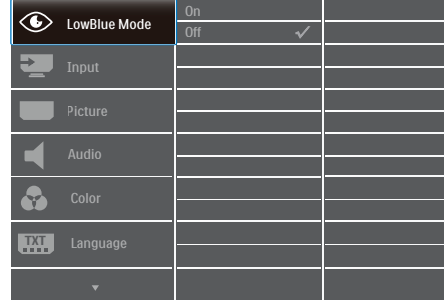 LowBlue Mode
On
Off
Input
Picture
Audio
Color
TXT
Language